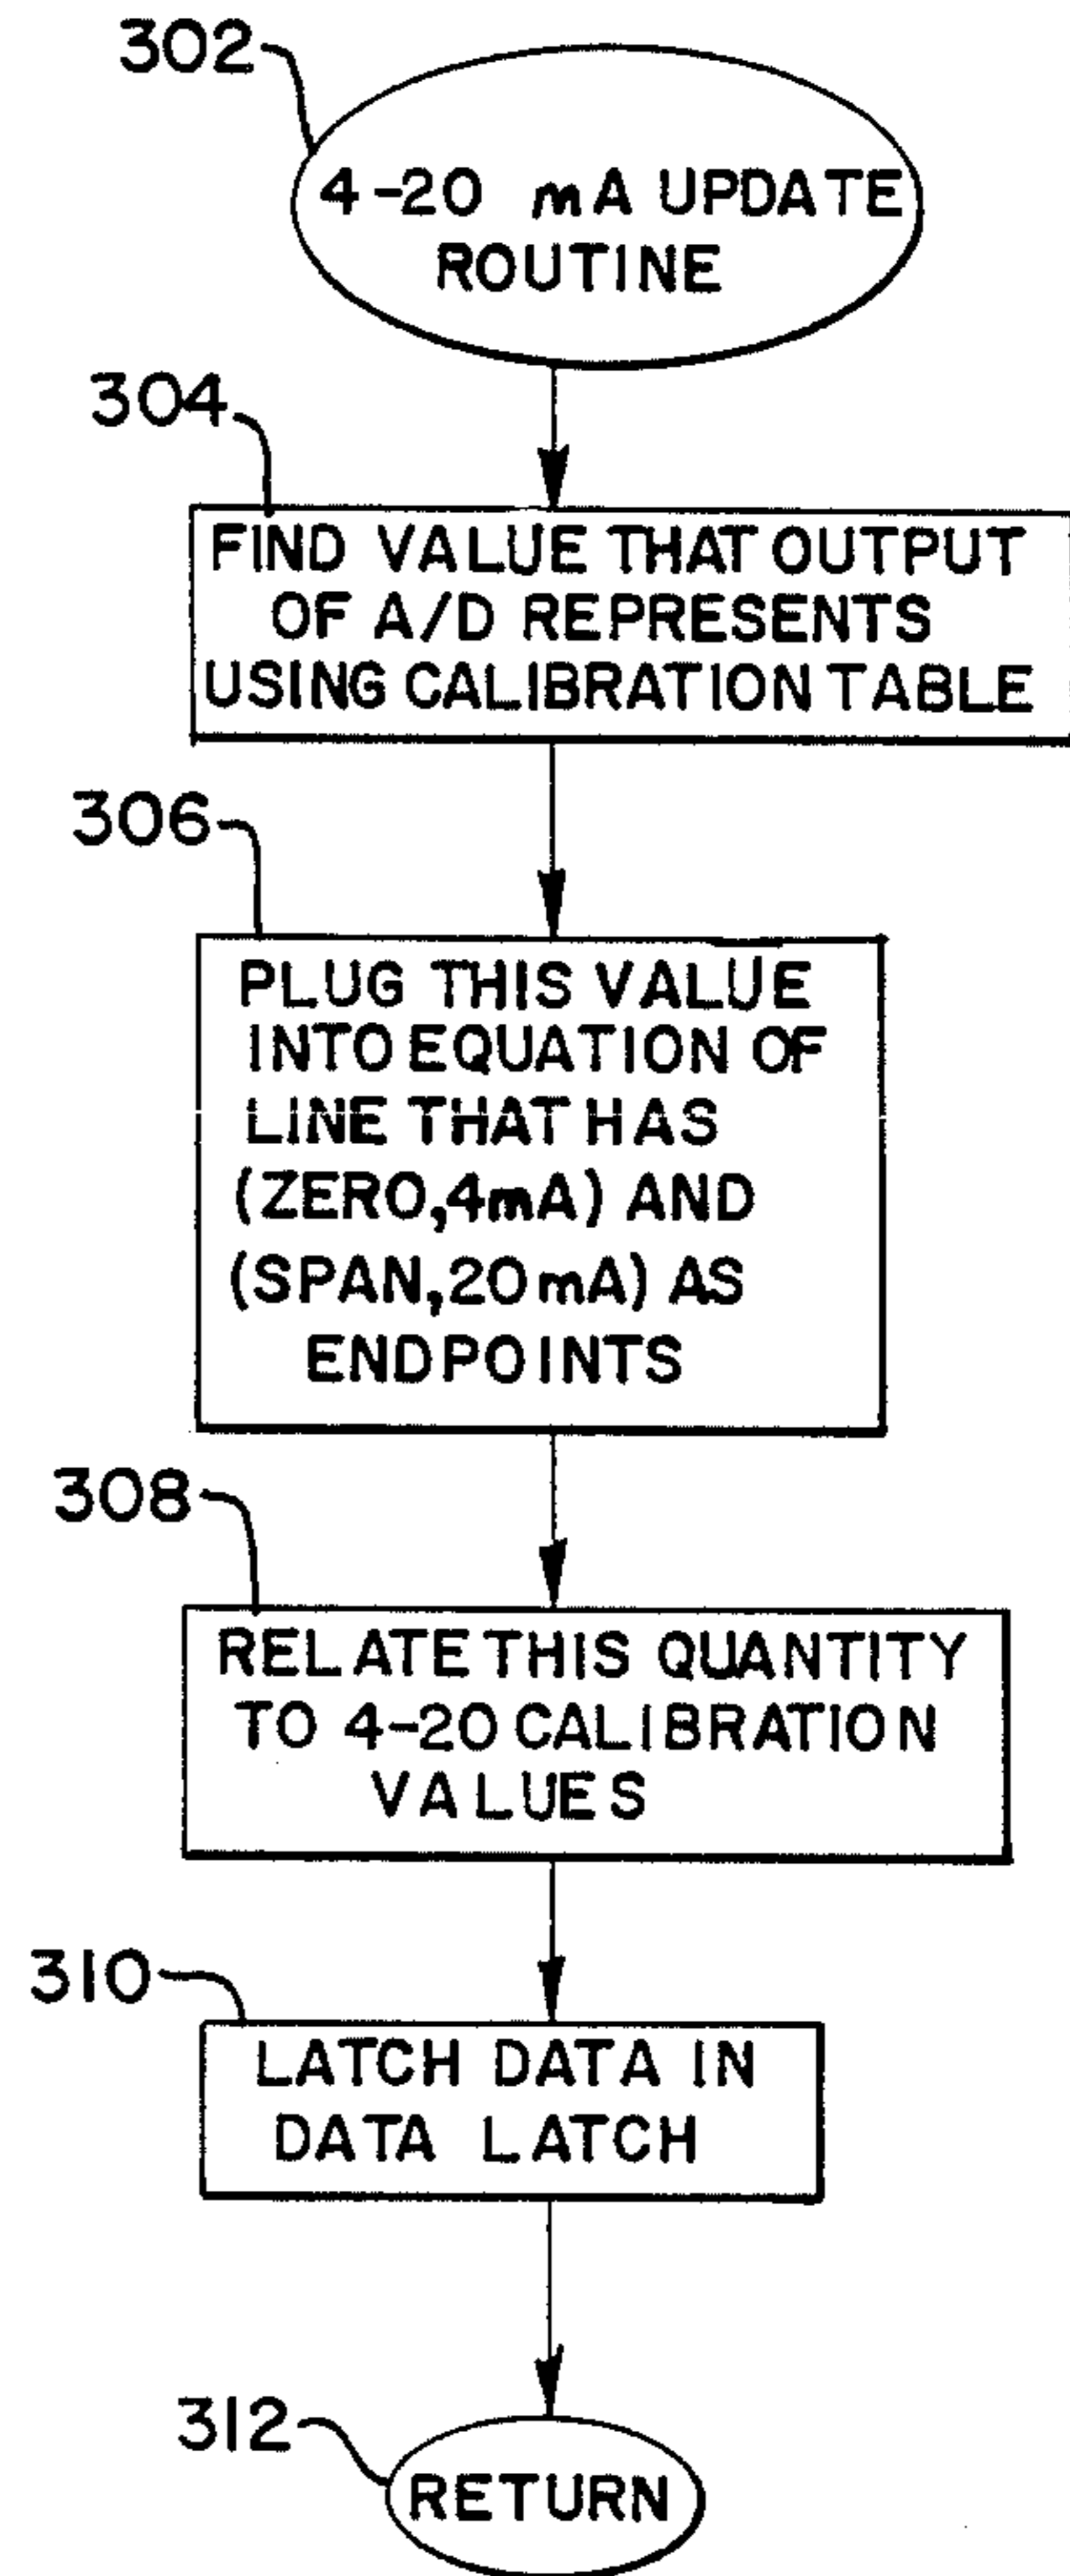 302
4-20 mA UPDATE
ROUTINE
304
FIND VALUE THAT OUTPUT
OF A/D REPRESENTS
USING CALIBRATION TABLE
306
PLUG THIS VALUE
INTO EQUATION OF
LINE THAT HAS
(ZERO,4mA) AND
(SPAN,20mA) AS
ENDPOINTS
308
RELATE THIS QUANTITY
TO 4-20 CALIBRATION
VALUES
310
LATCH DATA IN
DATA LATCH
312
RETURN